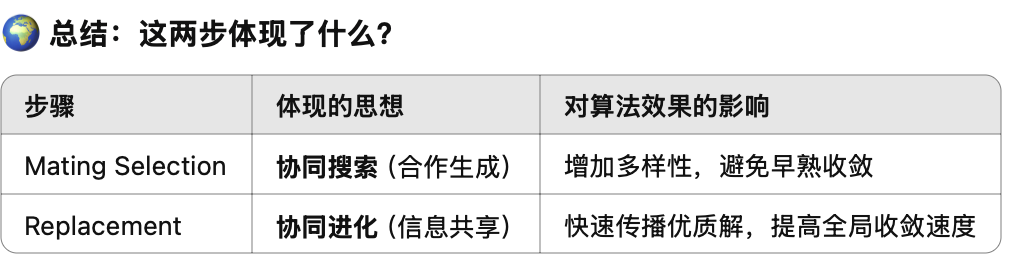 🌍 总结：这两步体现了什么？
步骤 体现的思想 对算法效果的影响
Mating Selection 协同搜索（合作生成） 增加多样性，避免早熟收敛
Replacement 协同进化（信息共享） 快速传播优质解，提高全局收敛速度